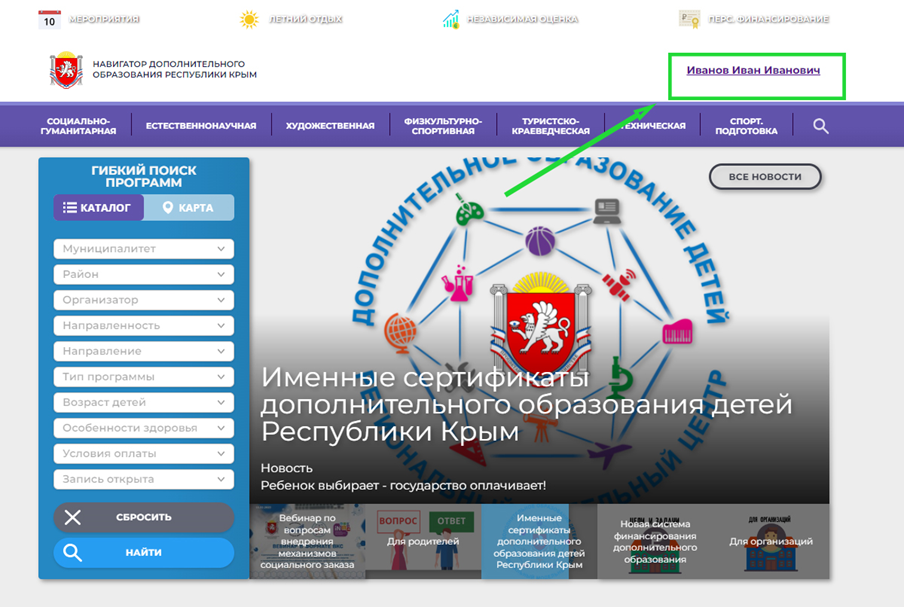 10 МЕРОПРИЯТИЯ
ЛЕТНИЙ ОТДЫХ
НЕЗАВИСИМАЯ ОЦЕНКА
ПЕРС. ФИНАНСИРОВАНИЕ
НАВИГАТОР ДОПОЛНИТЕЛЬНОГО
ОБРАЗОВАНИЯ РЕСПУБЛИКИ КРЫМ
Иванов Иван Иванович
СОЦИАЛЬНО-
ГУМАНИТАРНАЯ
ЕСТЕСТВЕННОНАУЧНАЯ
ХУДОЖЕСТВЕННАЯ
ФИЗКУЛЬТУРНО-
СПОРТИВНАЯ
ТУРИСТСКО-
КРАЕВЕДЧЕСКАЯ
ТЕХНИЧЕСКАЯ
СПОРТ.
ПОДГОТОВКА
ГИБКИЙ ПОИСК
ПРОГРАММ
КАТАЛОГ
КАРТА
Муниципалитет
Район
Организатор
Направленность
Направление
Тип программы
Возраст детей
Особенности здоровья
Условия оплаты
Запись открыта
СБРОСИТЬ
НАЙТИ
ВСЕ НОВОСТИ
ДОПОЛНИТЕЛЬНОЕ ОБРАЗОВАНИЕ ДЕТЕЙ
Именные сертификаты
дополнительного образования детей
Республики Крым
Новость
Ребенок выбирает - государство оплачивает!
Вебинар по
вопросам
внедрения
механизмов
социального заказа
ВОПРОС
ОТВЕТ
Для родителей
Именные
сертификаты
дополнительного
образования детей
Республики Крым
Новая система
финансирования
дополнительного
образования
ДЛЯ ОРГАНИЗАЦИЙ
Для организаций